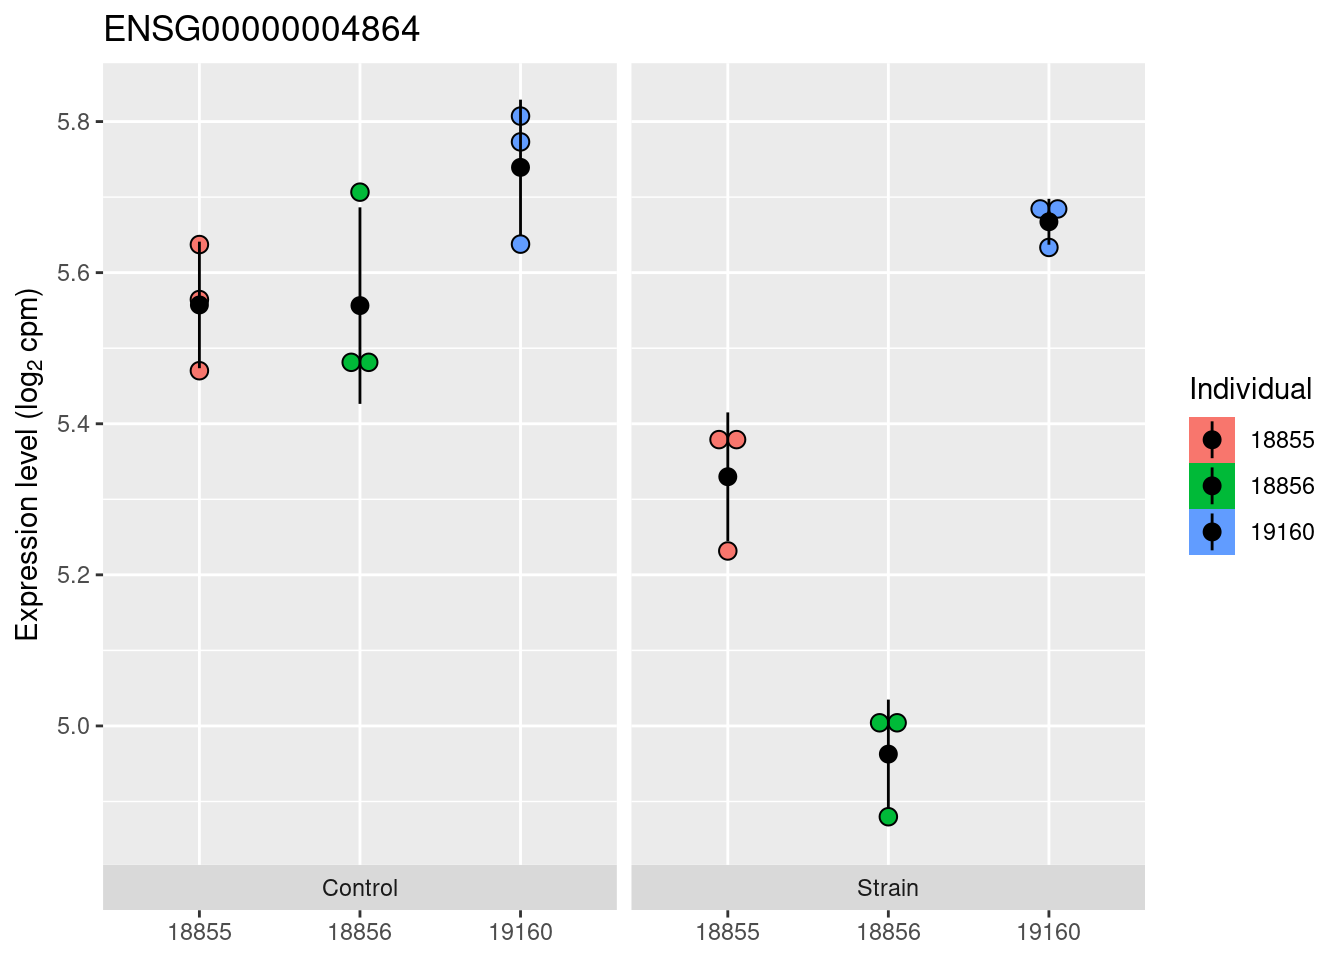 ENSG00000004864
Expression level (log₂ cpm)
5.8
5.6
5.4
5.2
5.0
Control
Strain
18855
18856
19160
18855
18856
19160
Individual
18855
18856
19160